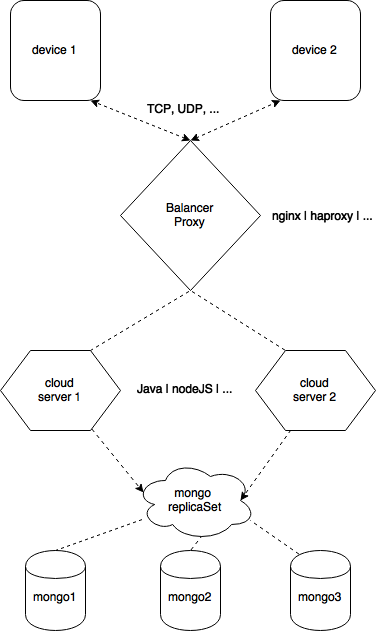 device 1
device 2
TCP, UDP, ...
Balancer
Proxy
nginx | haproxy | ...
cloud
server 1
Java | nodeJS | ...
cloud
server 2
mongo
replicaSet
mongo1
mongo2
mongo3